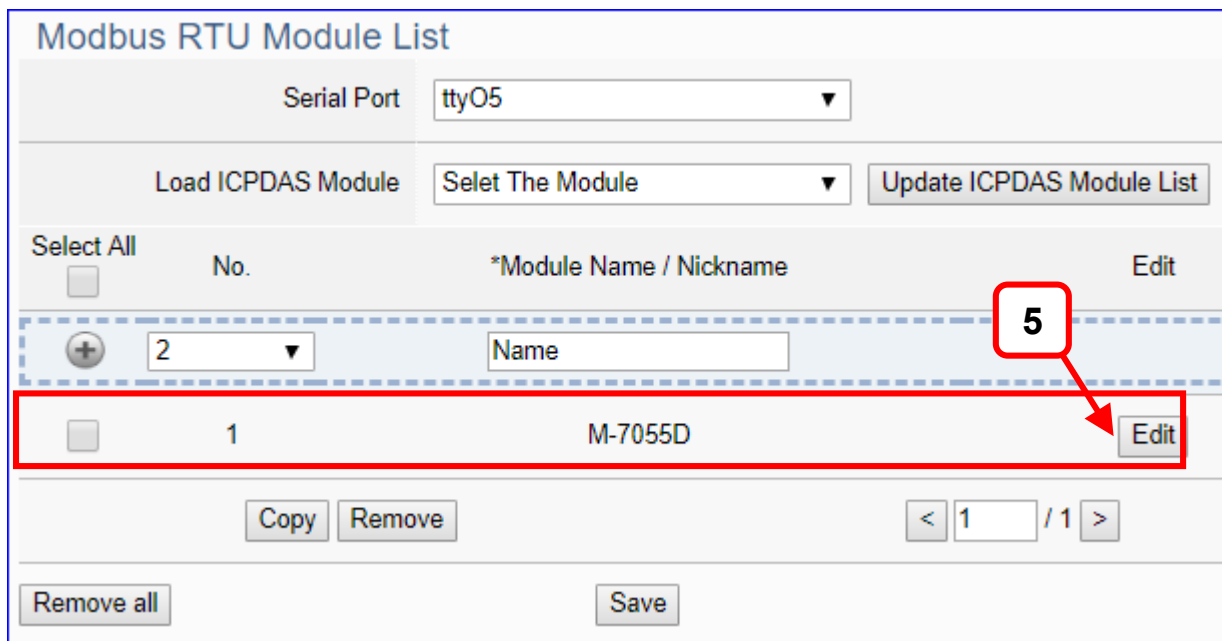 Modbus RTU Module List
Serial Port ttyO5
Load ICPDAS Module Selet The Module Update ICPDAS Module List
Select All
No. *Module Name / Nickname Edit
5
2 Name
1 M-7055D Edit
Copy Remove < 1 / 1 >
Remove all Save